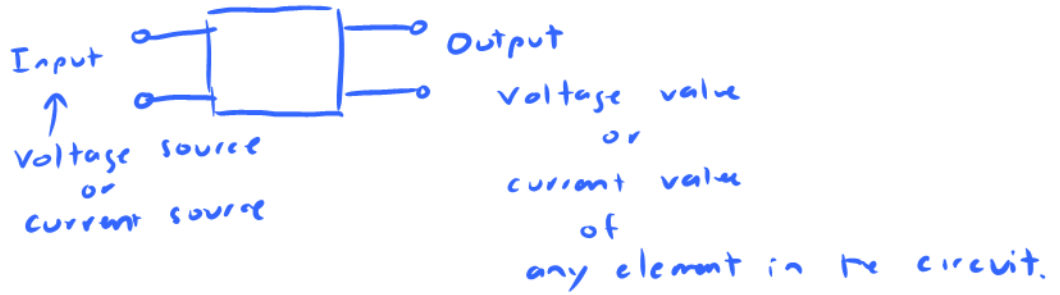 Input
voltage source
or
current source
Output
voltage value
or
current value
of
any element in the circuit.